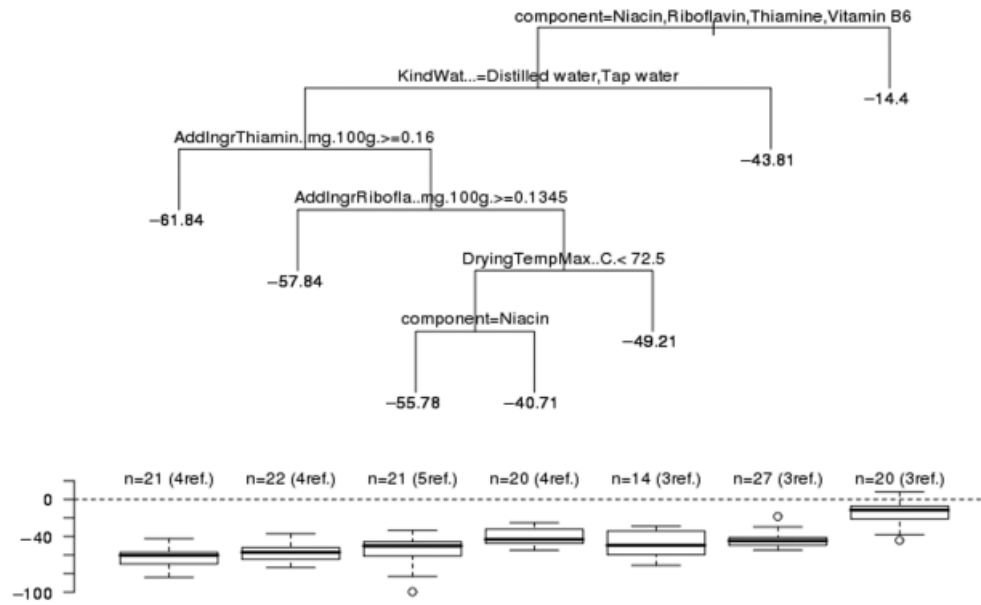 component=Niacin,Riboflavin,Thiamine,Vitamin B6
KindWat...=Distilled water,Tap water
−14.4
AddIngrThiamin..mg.100g.>=0.16
−43.81
AddIngrRibofla..mg.100g.>=0.1345
−61.84
DryingTempMax..C.< 72.5
−57.84
component=Niacin
−49.21
−55.78 −40.71
n=21 (4ref.) n=22 (4ref.) n=21 (5ref.) n=20 (4ref.) n=14 (3ref.) n=27 (3ref.) n=20 (3ref.)
0
−40
−100